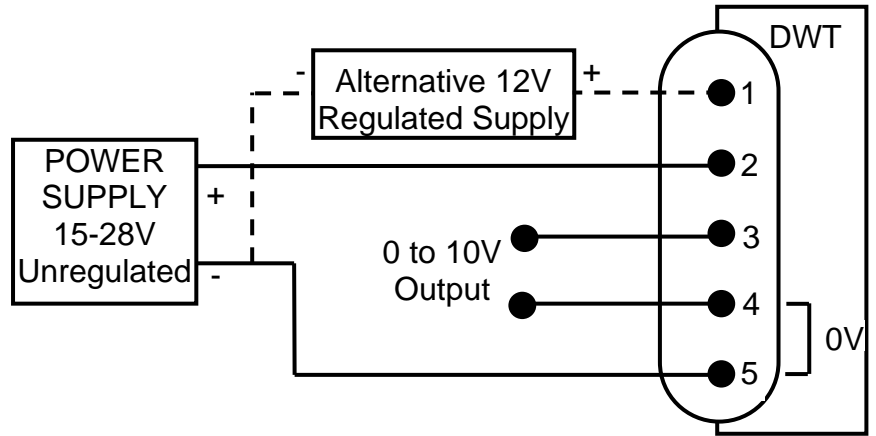 DWT
-
Alternative 12V
Regulated Supply
+
1
POWER
SUPPLY
15-28V
Unregulated
+
-
2
0 to 10V
Output
3
4
0V
5